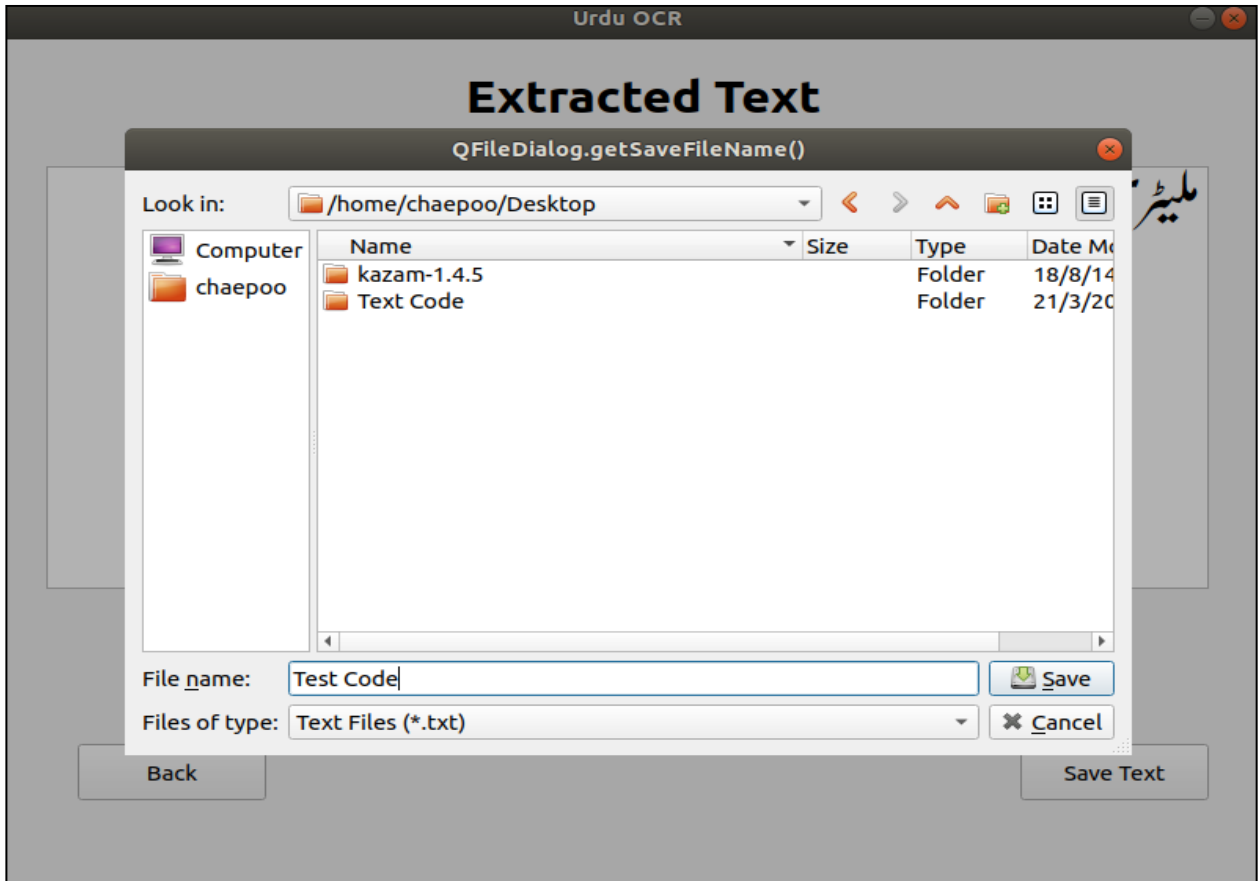 Urdu OCR
Extracted Text
QFileDialog.getSaveFileName()
ملیٹر
Look in: /home/chaepoo/Desktop
Computer
chaepoo
Name Size Type Date Mo
kazam-1.4.5 Folder 18/8/14
Text Code Folder 21/3/20
File name: Test Code Save
Files of type: Text Files (*.txt) Cancel
Back Save Text